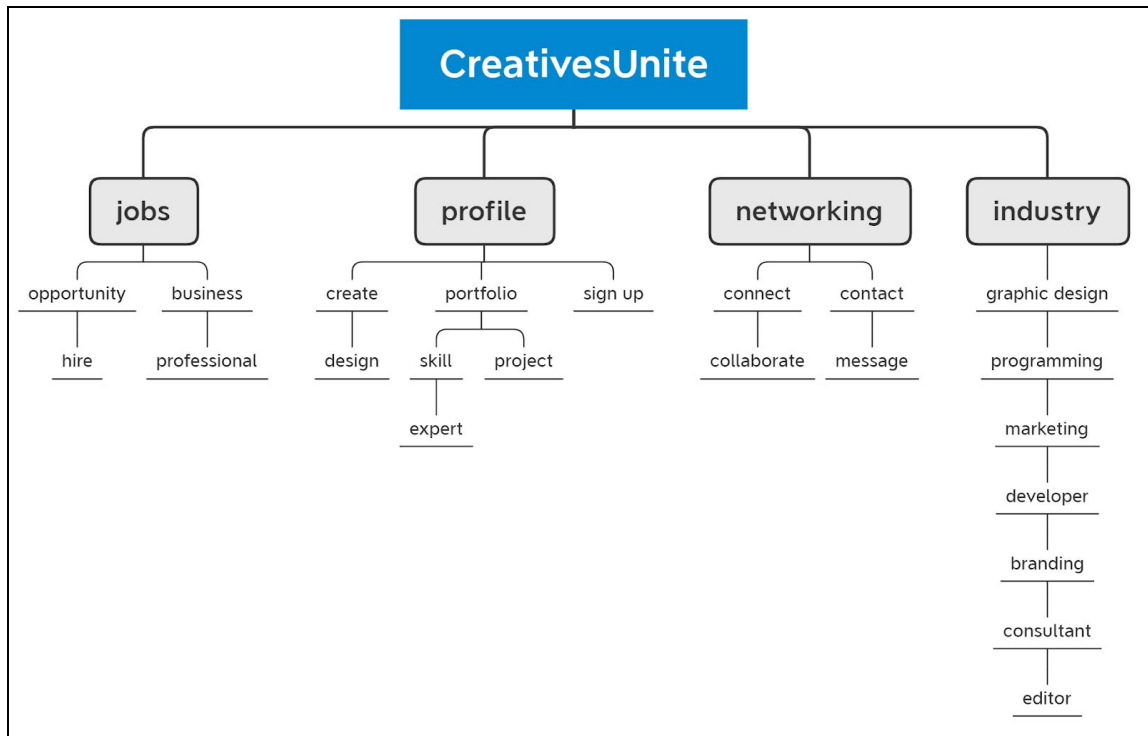 CreativesUnite
jobs
profile
networking
industry
opportunity
business
create
portfolio
sign up
connect
contact
graphic design
hire
professional
design
skill
project
collaborate
message
programming
expert
marketing
developer
branding
consultant
editor